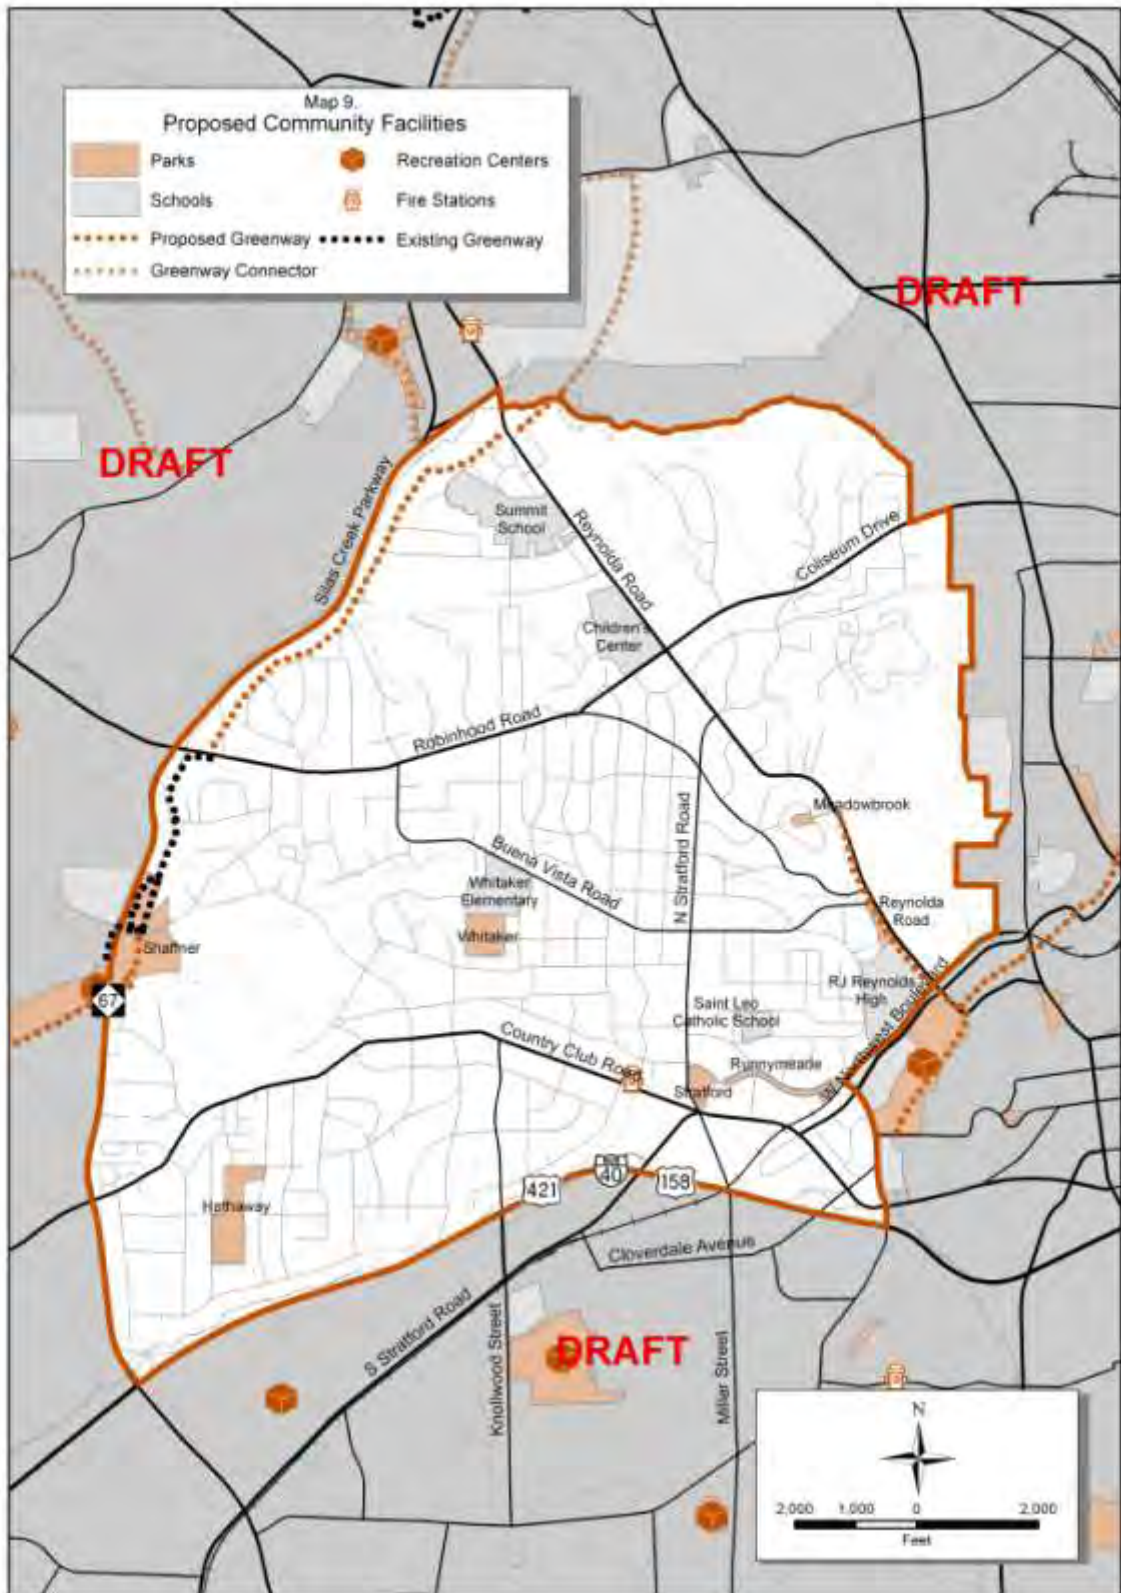 Map 9.
Proposed Community Facilities
Parks
Recreation Centers
Schools
Fire Stations
Proposed Greenway
Existing Greenway
Greenway Connector
DRAFT
DRAFT
Silas Creek Parkway
Summit
School
Reynolda Road
Coliseum Drive
Children's
Center
Robinhood Road
N Stratford Road
Meadowbrook
Buena Vista Road
Whitaker
Elementary
Whitaker
Reynolda
Road
Shaffner
67
RJ Reynolds
High
Saint Leo
Catholic School
W Northwest Boulevard
Country Club Road
Runnymeade
Stratford
Hathaway
421
40
158
Cloverdale Avenue
S Stratford Road
Knollwood Street
Miller Street
DRAFT
N
2,000 1,000 0 2,000
Feet